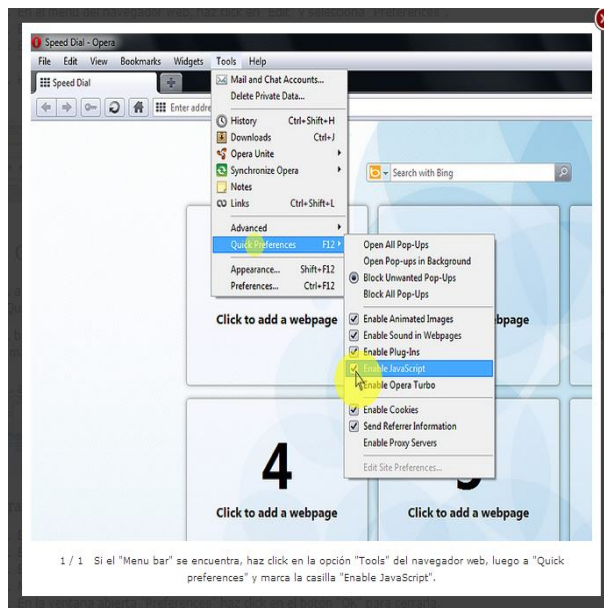 En el menú del navegador web, haz click en "Edit" y selecciona "Preferences
Speed Dial - Opera
File Edit View Bookmarks Widgets Tools Help
Speed Dial
Enter addre
Mail and Chat Accounts...
Delete Private Data...
History Ctrl+Shift+H
Downloads Ctrl+J
Opera Unite
Synchronize Opera
Notes
Links Ctrl+Shift+L
Advanced
Quick Preferences F12
Appearance... Shift+F12
Preferences... Ctrl+F12
Search with Bing
Open All Pop-Ups
Open Pop-ups in Background
Block Unwanted Pop-Ups
Block All Pop-Ups
Enable Animated Images
Enable Sound in Webpages
Enable Plug-Ins
Enable JavaScript
Enable Opera Turbo
Enable Cookies
Send Referrer Information
Enable Proxy Servers
Edit Site Preferences...
Click to add a webpage
bpage
4
Click to add a webpage
Click to add a webpage
1 / 1 Si el "Menu bar" se encuentra, haz click en la opción "Tools" del navegador web, luego a "Quick
preferences" y marca la casilla "Enable JavaScript".
En la ventana abierta "Preferences" haz click en el botón "Ok" para cerrarla.